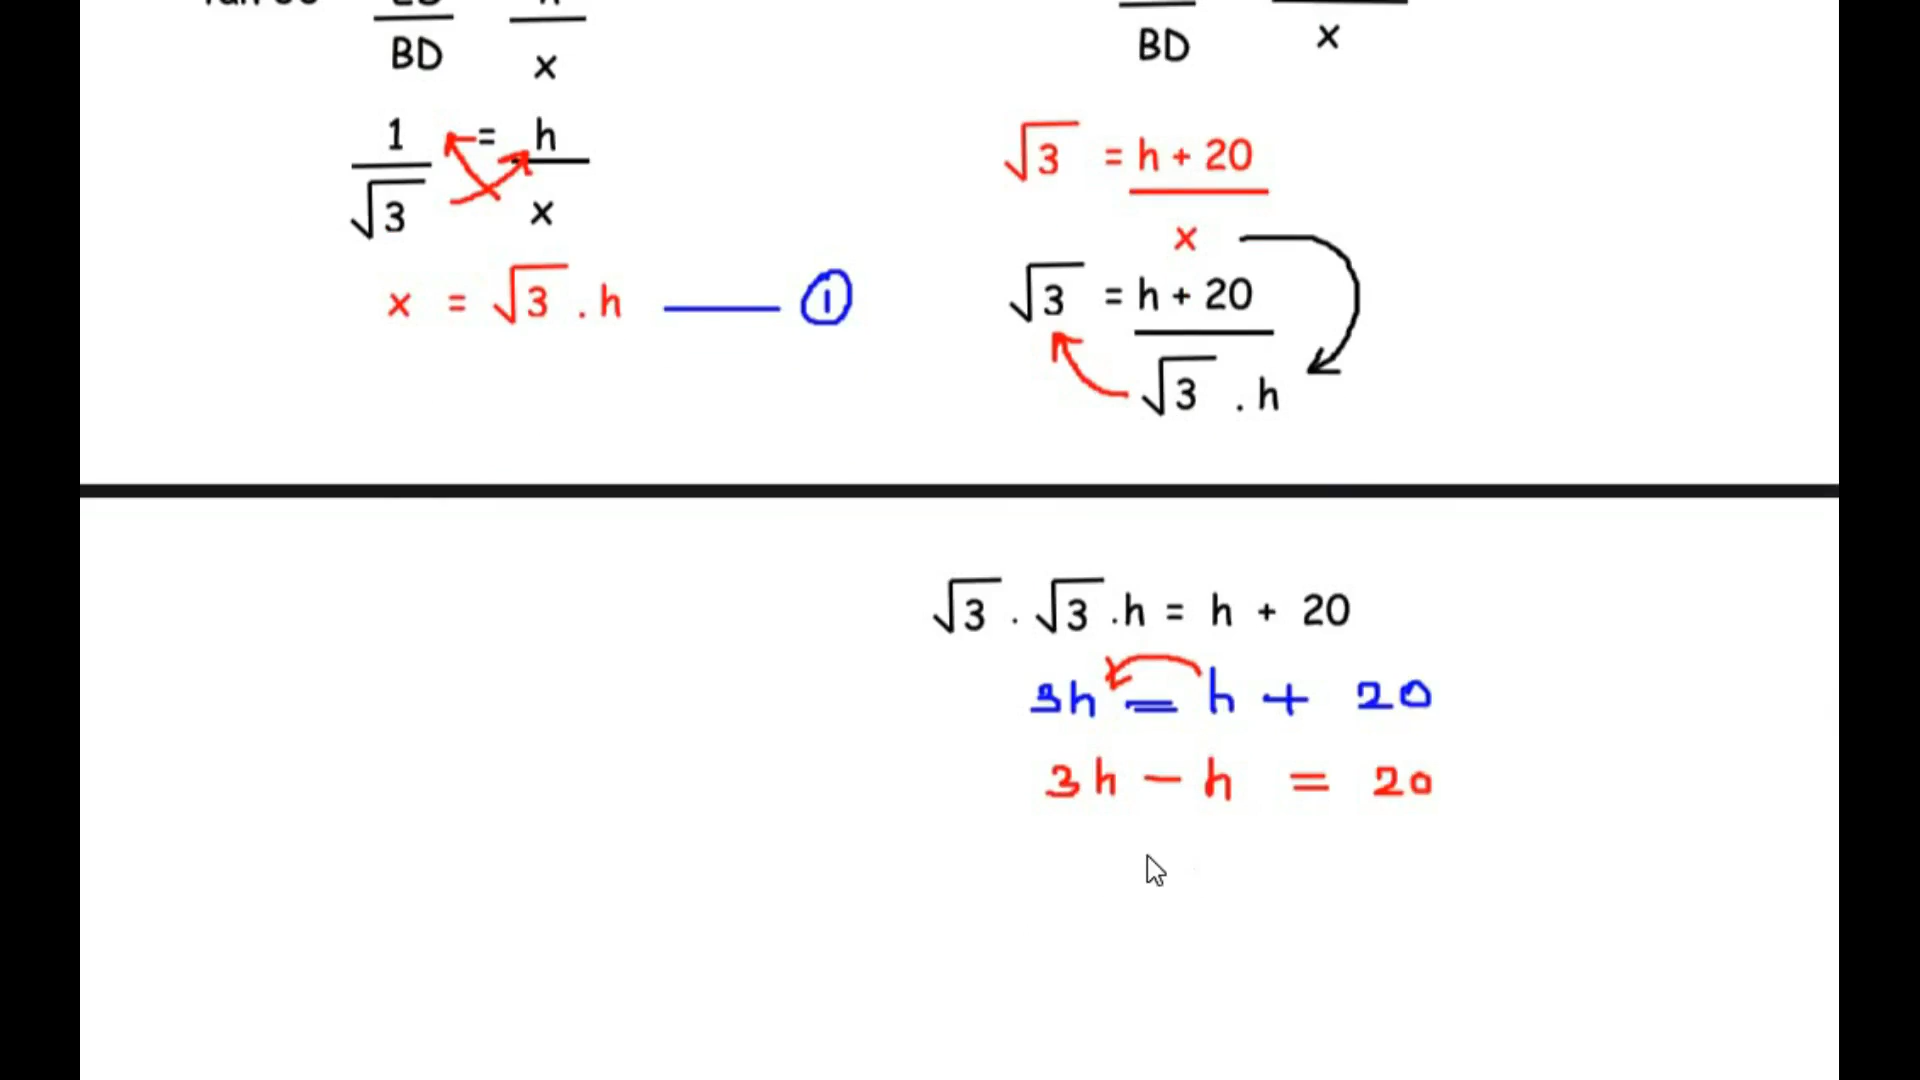 BD x
1/√3 = h/x
x = √3 . h —— ①
BD x
√3 = h + 20
x
√3 = h + 20
√3 . h
√3 . √3 . h = h + 20
3h = h + 20
3h - h = 20